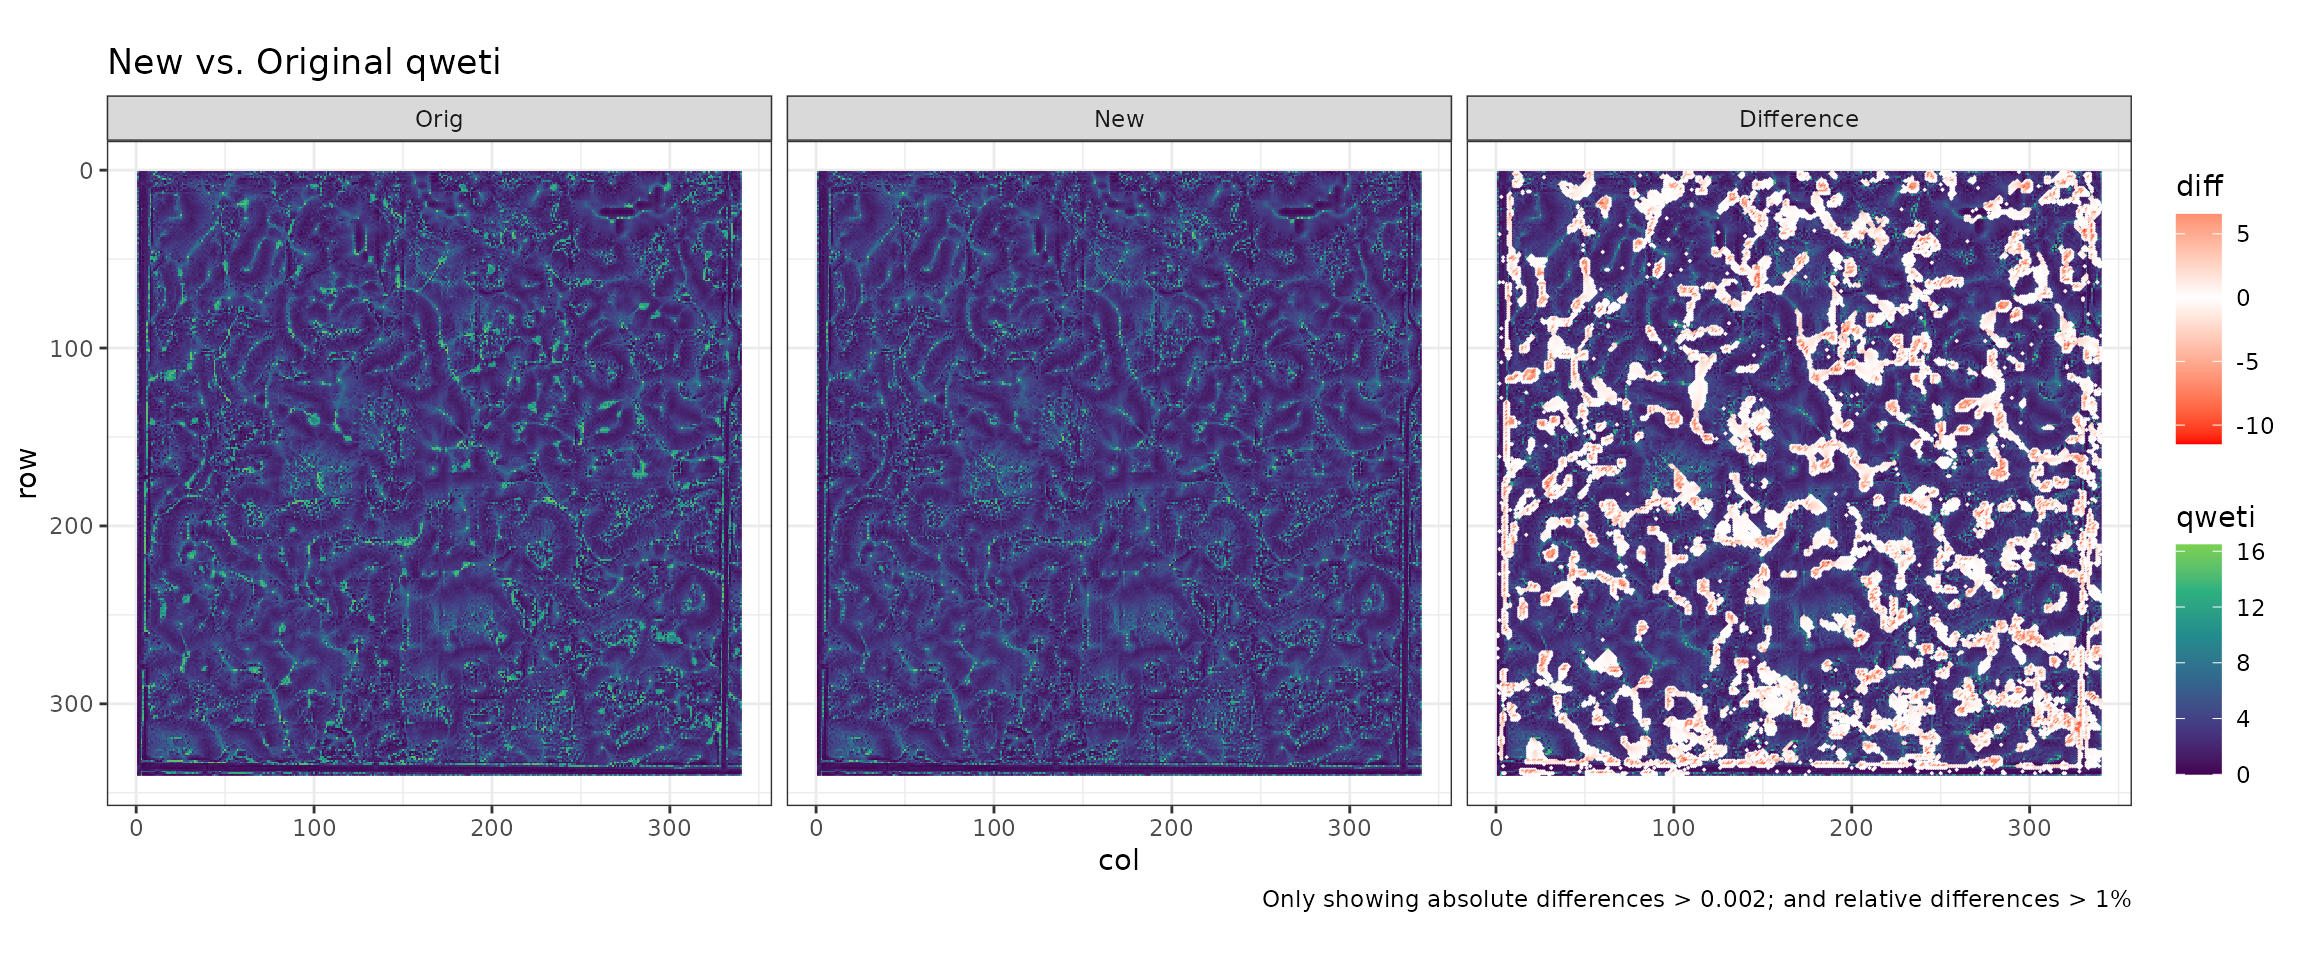 New vs. Original qweti
Orig
New
Difference
0
100
200
300
row
0
100
200
300
0
100
200
300
0
100
200
300
col
diff
5
0
-5
-10
qweti
16
12
8
4
0
Only showing absolute differences > 0.002; and relative differences > 1%